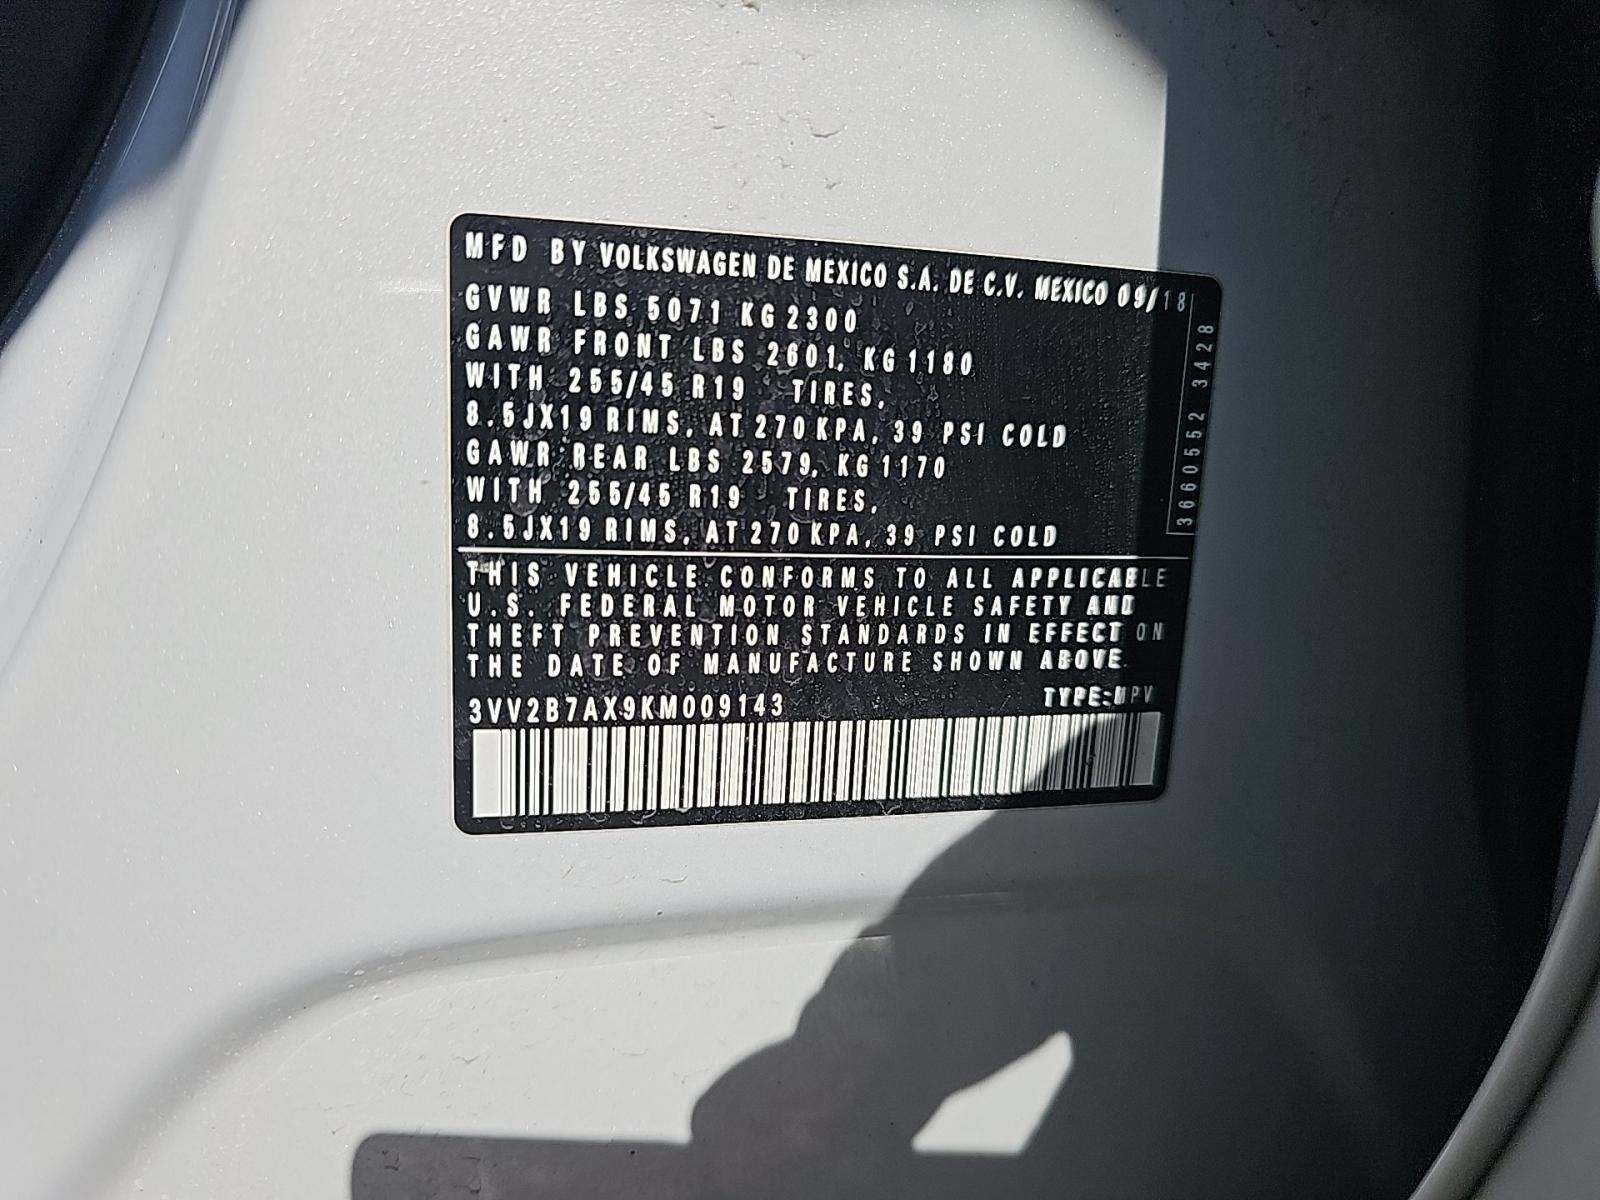 MFD BY VOLKSWAGEN DE MEXICO S.A. DE C.V. MEXICO 09/18
GVWR LBS 5071 KG 2300
GAWR FRONT LBS 2601, KG 1180
WITH 255/45 R19 TIRES,
8.5JX19 RIMS, AT 270 KPA, 39 PSI COLD
GAWR REAR LBS 2579, KG 1170
WITH 255/45 R19 TIRES,
8.5JX19 RIMS, AT 270 KPA, 39 PSI COLD
3660552 3428
THIS VEHICLE CONFORMS TO ALL APPLICABLE
U.S. FEDERAL MOTOR VEHICLE SAFETY AND
THEFT PREVENTION STANDARDS IN EFFECT ON
THE DATE OF MANUFACTURE SHOWN ABOVE.
3VV2B7AX9KM009143 TYPE:MPV